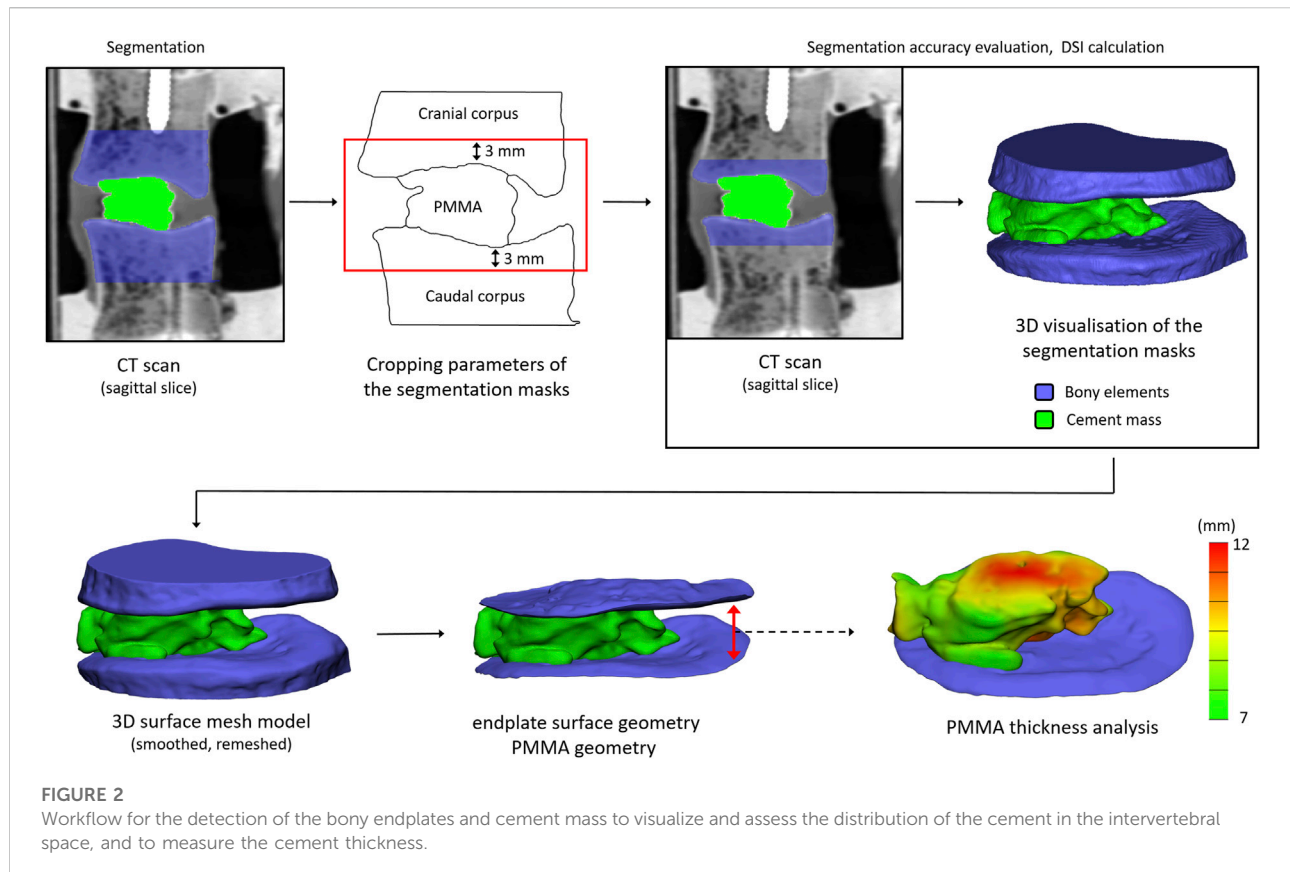 Segmentation
Segmentation accuracy evaluation, DSI calculation
Cranial corpus
3 mm
PMMA
3 mm
Caudal corpus
CT scan
(sagittal slice)
Cropping parameters of
the segmentation masks
CT scan
(sagittal slice)
3D visualisation of the
segmentation masks
Bony elements
Cement mass
(mm)
12
7
3D surface mesh model
(smoothed, remeshed)
endplate surface geometry
PMMA geometry
PMMA thickness analysis
FIGURE 2
Workflow for the detection of the bony endplates and cement mass to visualize and assess the distribution of the cement in the intervertebral
space, and to measure the cement thickness.